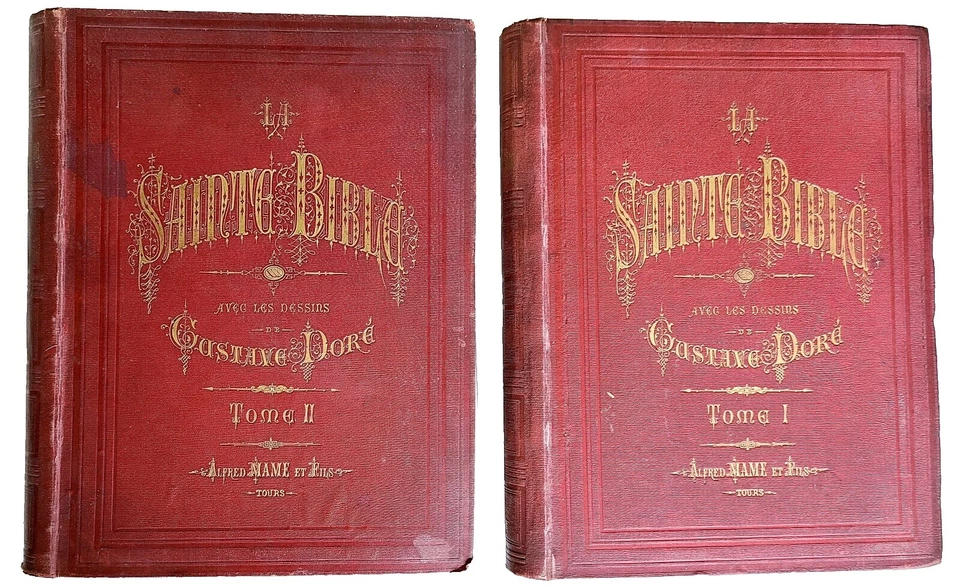 LA
SAINTE BIBLE
AVEC LES DESSINS
DE
GUSTAVE DORÉ
TOME II
ALFRED MAME ET FILS
TOURS
LA
SAINTE BIBLE
AVEC LES DESSINS
DE
GUSTAVE DORÉ
TOME I
ALFRED MAME ET FILS
TOURS